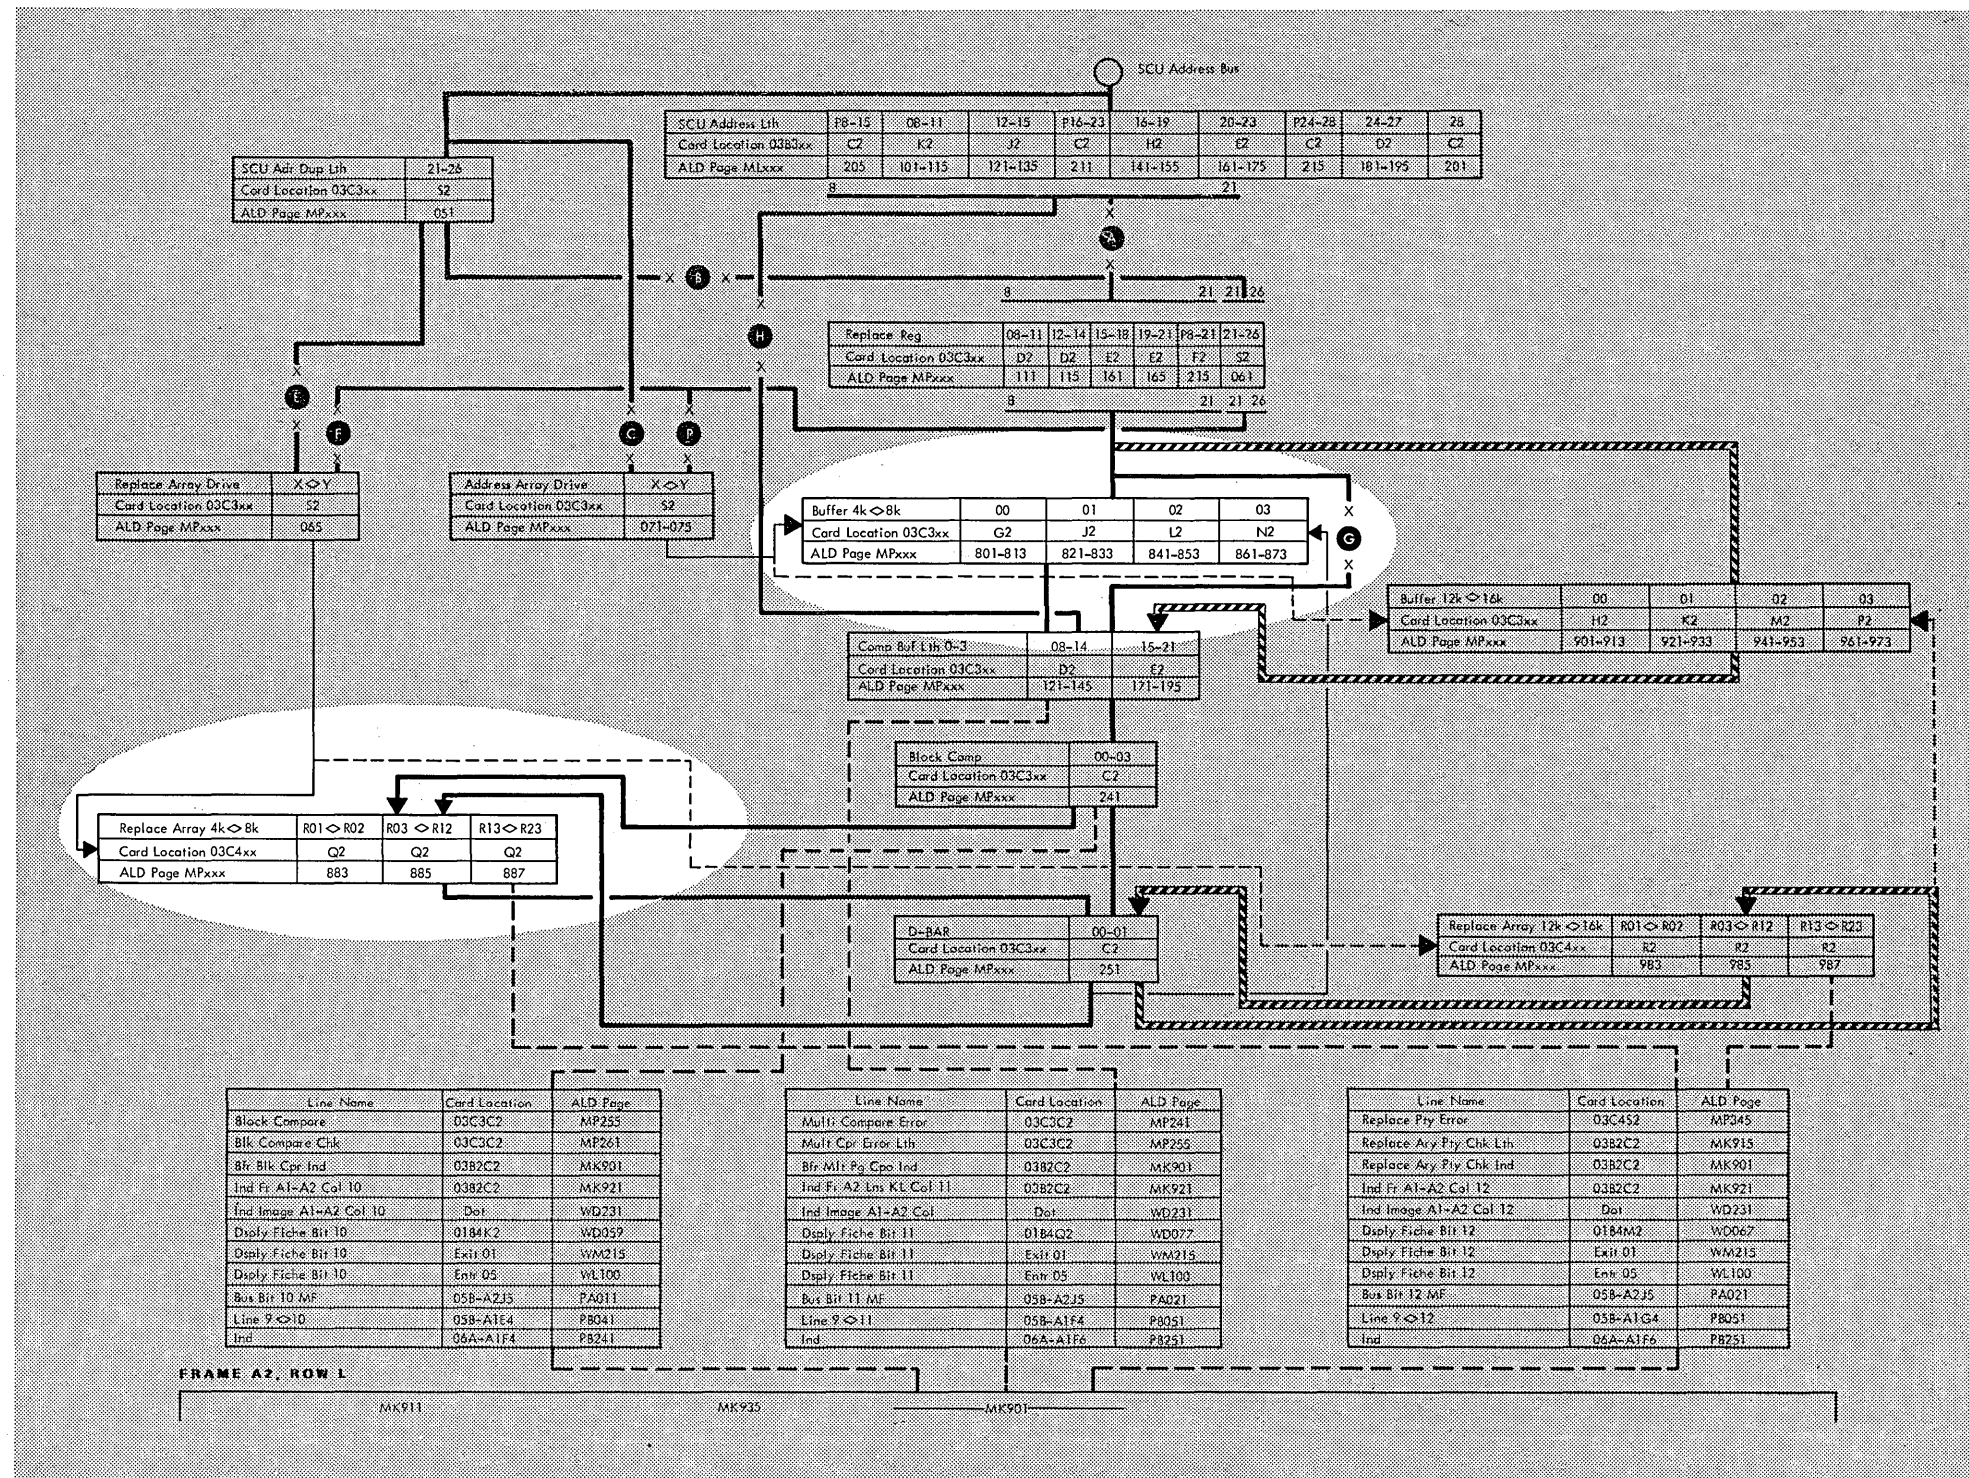 SCU Address Bus
SCU Address Lth P8-15 08-11 12-15 P16-23 16-19 20-23 P24-28 24-27 28
Card Location 03B3xx C2 K2 J2 C2 H2 E2 C2 D2 C2
ALD Page MLxxx 205 101-115 121-135 211 141-155 161-175 215 181-195 201
8 21
SCU Adr Dup Lth 21-26
Card Location 03C3xx S2
ALD Page MPxxx 051
X
A
X
X B X
8 21 21 26
X
H
X
Replace Reg 08-11 12-14 15-18 19-21 P8-21 21-26
Card Location 03C3xx D2 D2 E2 E2 F2 S2
ALD Page MPxxx 111 115 161 165 215 061
8 21 21 26
X
E
X
X
F
X
X
C
X
X
P
X
Replace Array Drive X<>Y
Card Location 03C3xx S2
ALD Page MPxxx 065
Address Array Drive X<>Y
Card Location 03C3xx S2
ALD Page MPxxx 071-075
Buffer 4k<>8k 00 01 02 03
Card Location 03C3xx G2 J2 L2 N2
ALD Page MPxxx 801-813 821-833 841-853 861-873
X
G
X
Buffer 12k<>16k 00 01 02 03
Card Location 03C3xx H2 K2 M2 P2
ALD Page MPxxx 901-913 921-933 941-953 961-973
Comp Buf Lth 0-3 08-14 15-21
Card Location 03C3xx D2 E2
ALD Page MPxxx 121-145 171-195
Block Comp 00-03
Card Location 03C3xx C2
ALD Page MPxxx 241
Replace Array 4k<>8k R01<>R02 R03<>R12 R13<>R23
Card Location 03C4xx Q2 Q2 Q2
ALD Page MPxxx 883 885 887
D-BAR 00-01
Card Location 03C3xx C2
ALD Page MPxxx 251
Replace Array 12k<>16k R01<>R02 R03<>R12 R13<>R23
Card Location 03C4xx R2 R2 R2
ALD Page MPxxx 983 985 987
Line Name Card Location ALD Page
Block Compare 03C3C2 MP255
Blk Compare Chk 03C3C2 MP261
Bfr Blk Cpr Ind 03B2C2 MK901
Ind Fr A1-A2 Col 10 03B2C2 MK921
Ind Image A1-A2 Col 10 Dot WD231
Dsply Fiche Bit 10 01B4K2 WD059
Dsply Fiche Bit 10 Exit 01 WM215
Dsply Fiche Bit 10 Entr 05 WL100
Bus Bit 10 MF 05B-A2J5 PA011
Line 9<>10 05B-A1E4 PB041
Ind 06A-A1F4 PB241
Line Name Card Location ALD Page
Multi Compare Error 03C3C2 MP241
Mult Cpr Error Lth 03C3C2 MP255
Bfr Mlt Pg Cpo Ind 03B2C2 MK901
Ind Fr A2 Lns KL Col 11 03B2C2 MK921
Ind Image A1-A2 Col Dot WD231
Dsply Fiche Bit 11 01B4Q2 WD077
Dsply Fiche Bit 11 Exit 01 WM215
Dsply Fiche Bit 11 Entr 05 WL100
Bus Bit 11 MF 05B-A2J5 PA021
Line 9<>11 05B-A1F4 PB051
Ind 06A-A1F6 PB251
Line Name Card Location ALD Page
Replace Pty Error 03C4S2 MP345
Replace Ary Pty Chk Lth 03B2C2 MK915
Replace Ary Pty Chk Ind 03B2C2 MK901
Ind Fr A1-A2 Col 12 03B2C2 MK921
Ind Image A1-A2 Col 12 Dot WD231
Dsply Fiche Bit 12 01B4M2 WD067
Dsply Fiche Bit 12 Exit 01 WM215
Dsply Fiche Bit 12 Entr 05 WL100
Bus Bit 12 MF 05B-A2J5 PA021
Line 9<>12 05B-A1G4 PB051
Ind 06A-A1F6 PB251
FRAME A2, ROW L
MK911 MK935 MK901